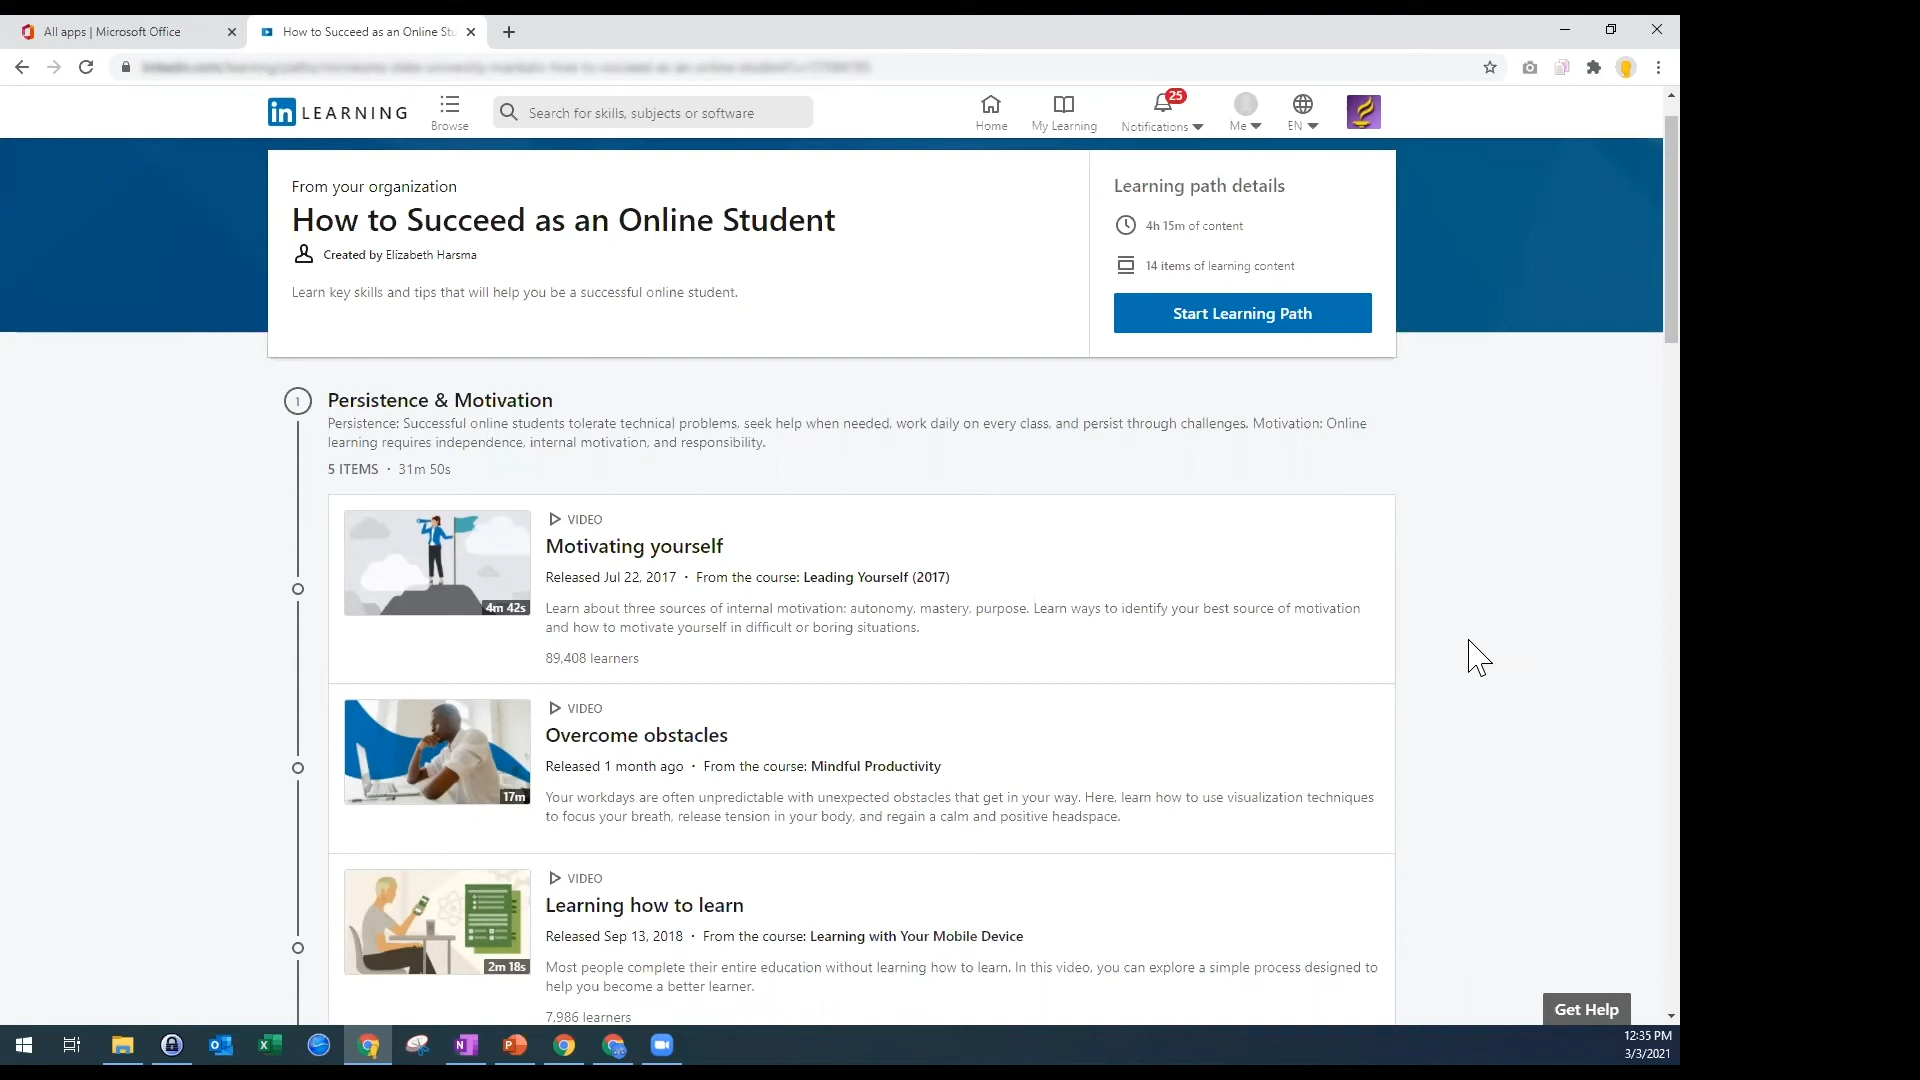 All apps | Microsoft Office
How to Succeed as an Online Stu
in LEARNING
Browse
Search for skills, subjects or software
Home
My Learning
25
Notifications
Me
EN
From your organization
How to Succeed as an Online Student
Created by Elizabeth Harsma
Learn key skills and tips that will help you be a successful online student.
Learning path details
4h 15m of content
14 items of learning content
Start Learning Path
1
Persistence & Motivation
Persistence: Successful online students tolerate technical problems, seek help when needed, work daily on every class, and persist through challenges. Motivation: Online
learning requires independence, internal motivation, and responsibility.
5 ITEMS · 31m 50s
4m 42s
VIDEO
Motivating yourself
Released Jul 22, 2017 · From the course: Leading Yourself (2017)
Learn about three sources of internal motivation: autonomy, mastery, purpose. Learn ways to identify your best source of motivation
and how to motivate yourself in difficult or boring situations.
89,408 learners
17m
VIDEO
Overcome obstacles
Released 1 month ago · From the course: Mindful Productivity
Your workdays are often unpredictable with unexpected obstacles that get in your way. Here, learn how to use visualization techniques
to focus your breath, release tension in your body, and regain a calm and positive headspace.
2m 18s
VIDEO
Learning how to learn
Released Sep 13, 2018 · From the course: Learning with Your Mobile Device
Most people complete their entire education without learning how to learn. In this video, you can explore a simple process designed to
help you become a better learner.
7,986 learners
Get Help
12:35 PM
3/3/2021